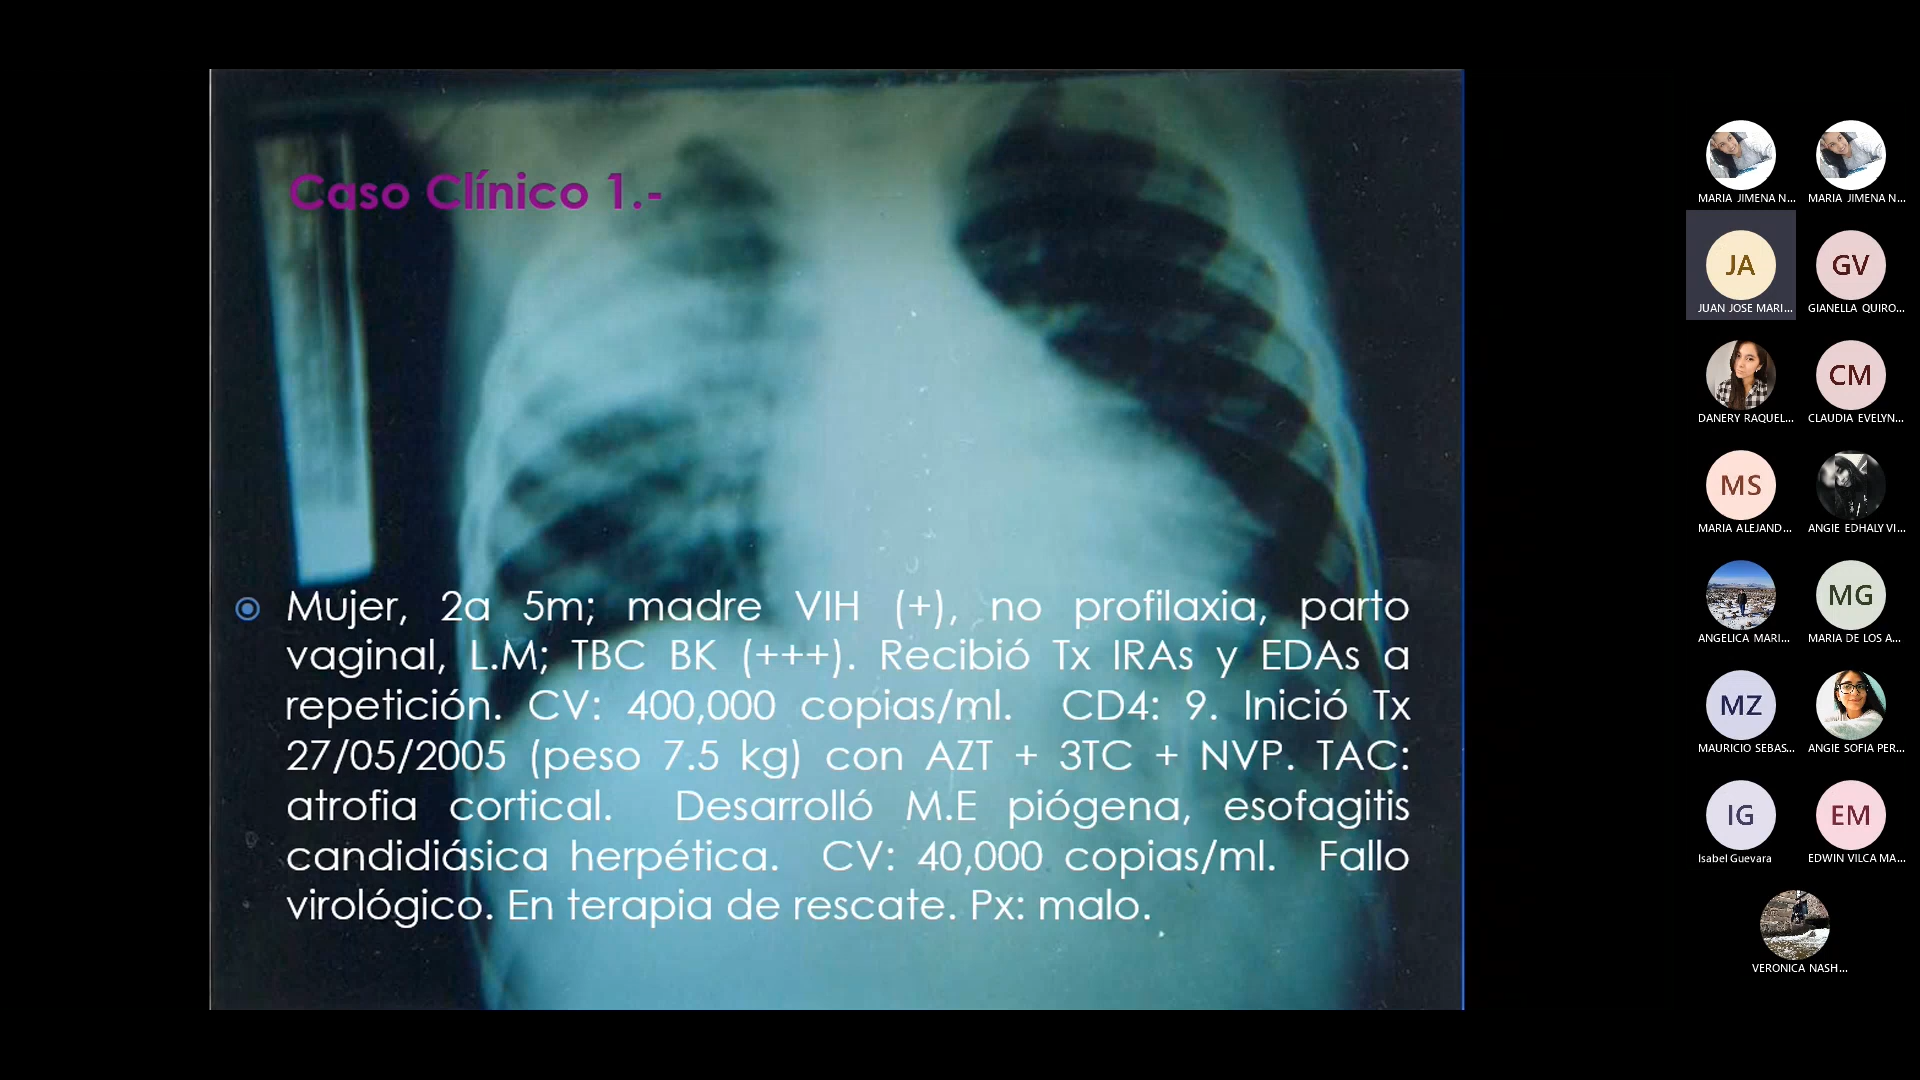 Caso Clínico 1.-
Mujer, 2a 5m; madre VIH (+), no profilaxia, parto
vaginal, L.M; TBC BK (+++). Recibió Tx IRAs y EDAs a
repetición. CV: 400,000 copias/ml. CD4: 9. Inició Tx
27/05/2005 (peso 7.5 kg) con AZT + 3TC + NVP. TAC:
atrofia cortical. Desarrolló M.E piógena, esofagitis
candidiásica herpética. CV: 40,000 copias/ml. Fallo
virológico. En terapia de rescate. Px: malo.
MARIA JIMENA N...
MARIA JIMENA N...
JA
JUAN JOSE MARI...
GV
GIANELLA QUIRO...
DANERY RAQUEL...
CM
CLAUDIA EVELYN...
MS
MARIA ALEJAND...
ANGIE EDHALY VI...
ANGELICA MARI...
MG
MARIA DE LOS A...
MZ
MAURICIO SEBAS...
ANGIE SOFIA PER...
IG
Isabel Guevara
EM
EDWIN VILCA MA...
VERONICA NASH...